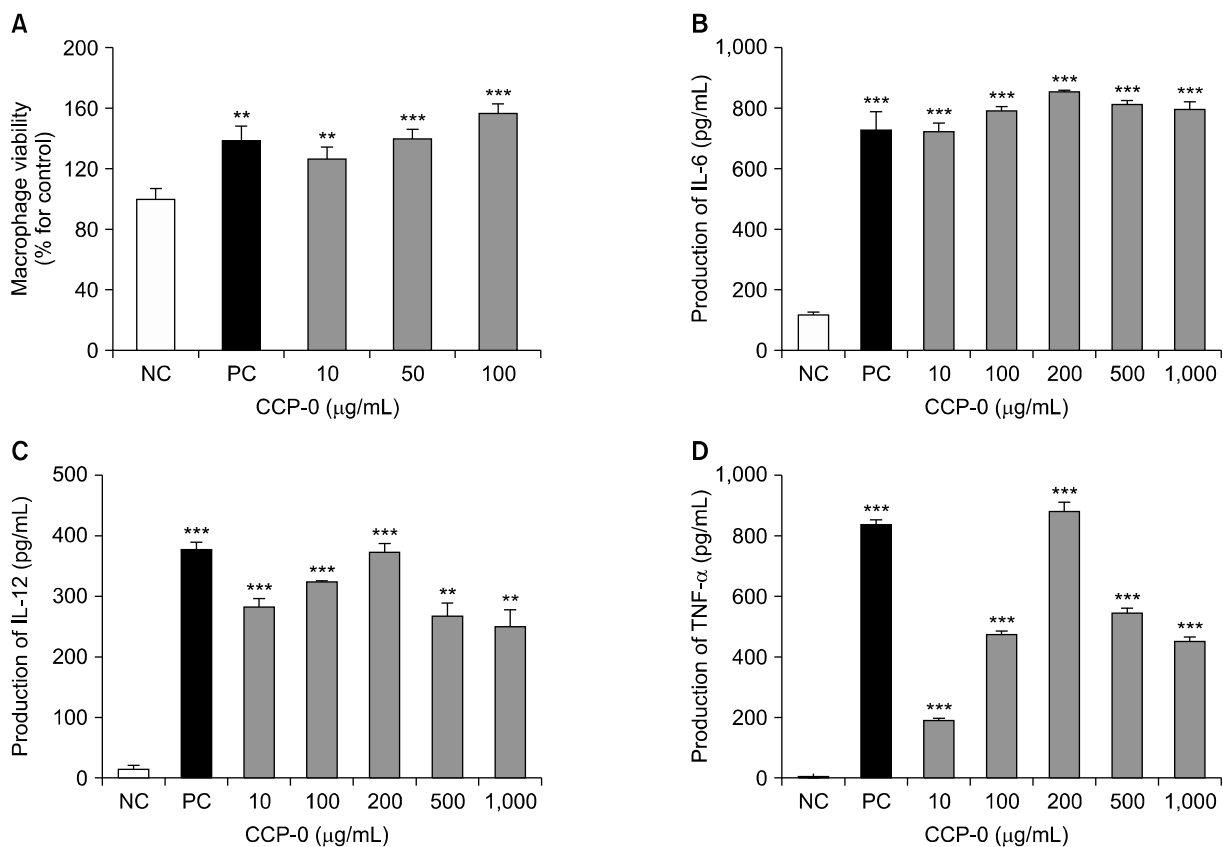 A
Macrophage viability
(% for control)
200
160
120
80
40
0
** ** *** ***
NC PC 10 50 100
CCP-0 (μg/mL)
B
Production of IL-6 (pg/mL)
1,000
800
600
400
200
0
*** *** *** *** *** ***
NC PC 10 100 200 500 1,000
CCP-0 (μg/mL)
C
Production of IL-12 (pg/mL)
500
400
300
200
100
0
*** *** *** *** ** **
NC PC 10 100 200 500 1,000
CCP-0 (μg/mL)
D
Production of TNF-α (pg/mL)
1,000
800
600
400
200
0
*** *** *** *** *** ***
NC PC 10 100 200 500 1,000
CCP-0 (μg/mL)